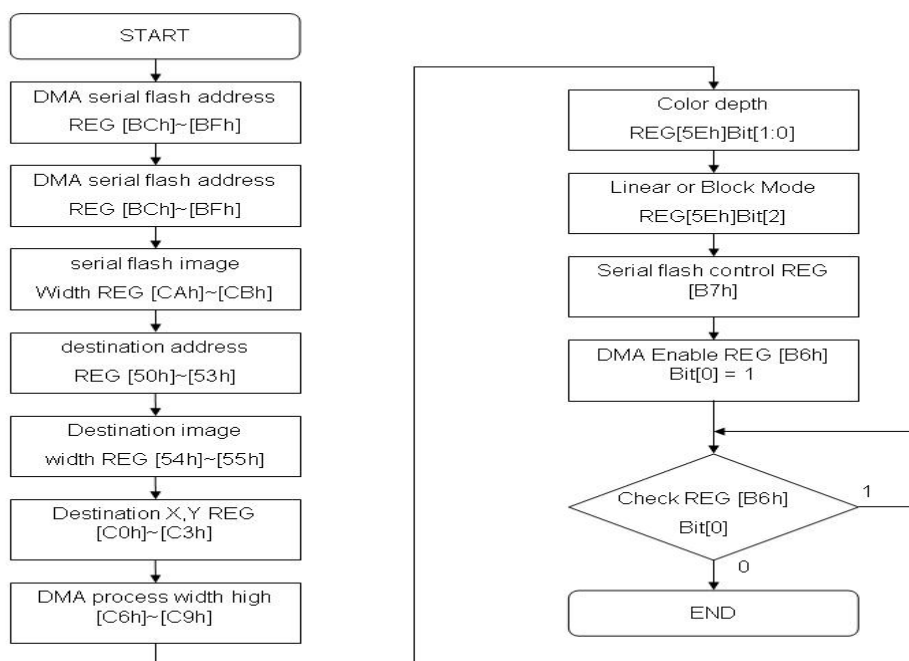 START
DMA serial flash address
REG [BCh]~[BFh]
DMA serial flash address
REG [BCh]~[BFh]
serial flash image
Width REG [CAh]~[CBh]
destination address
REG [50h]~[53h]
Destination image
width REG [54h]~[55h]
Destination X,Y REG
[C0h]~[C3h]
DMA process width high
[C6h]~[C9h]
Color depth
REG[5Eh]Bit[1:0]
Linear or Block Mode
REG[5Eh]Bit[2]
Serial flash control REG
[B7h]
DMA Enable REG [B6h]
Bit[0] = 1
Check REG [B6h]
Bit[0]
1
0
END